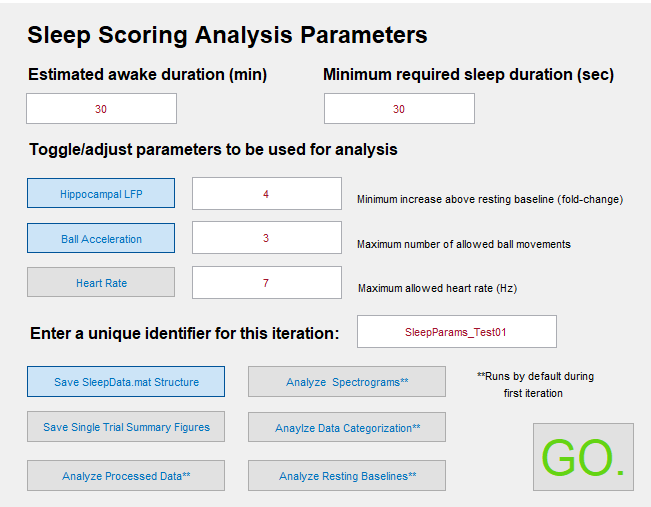 Sleep Scoring Analysis Parameters
Estimated awake duration (min)
Minimum required sleep duration (sec)
30
30
Toggle/adjust parameters to be used for analysis
Hippocampal LFP
4
Minimum increase above resting baseline (fold-change)
Ball Acceleration
3
Maximum number of allowed ball movements
Heart Rate
7
Maximum allowed heart rate (Hz)
Enter a unique identifier for this iteration:
SleepParams_Test01
Save SleepData.mat Structure
Analyze  Spectrograms**
**Runs by default during
first iteration
Save Single Trial Summary Figures
Anaylze Data Categorization**
Analyze Processed Data**
Analyze Resting Baselines**
GO.